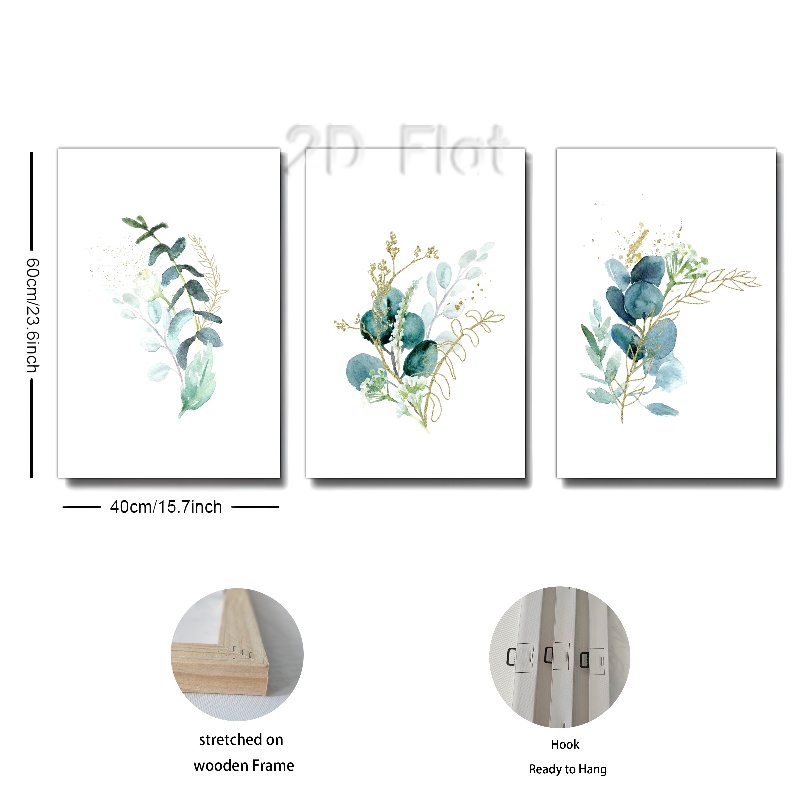 2D Flat
60cm/23.6inch
40cm/15.7inch
stretched on
wooden Frame
Hook
Ready to Hang